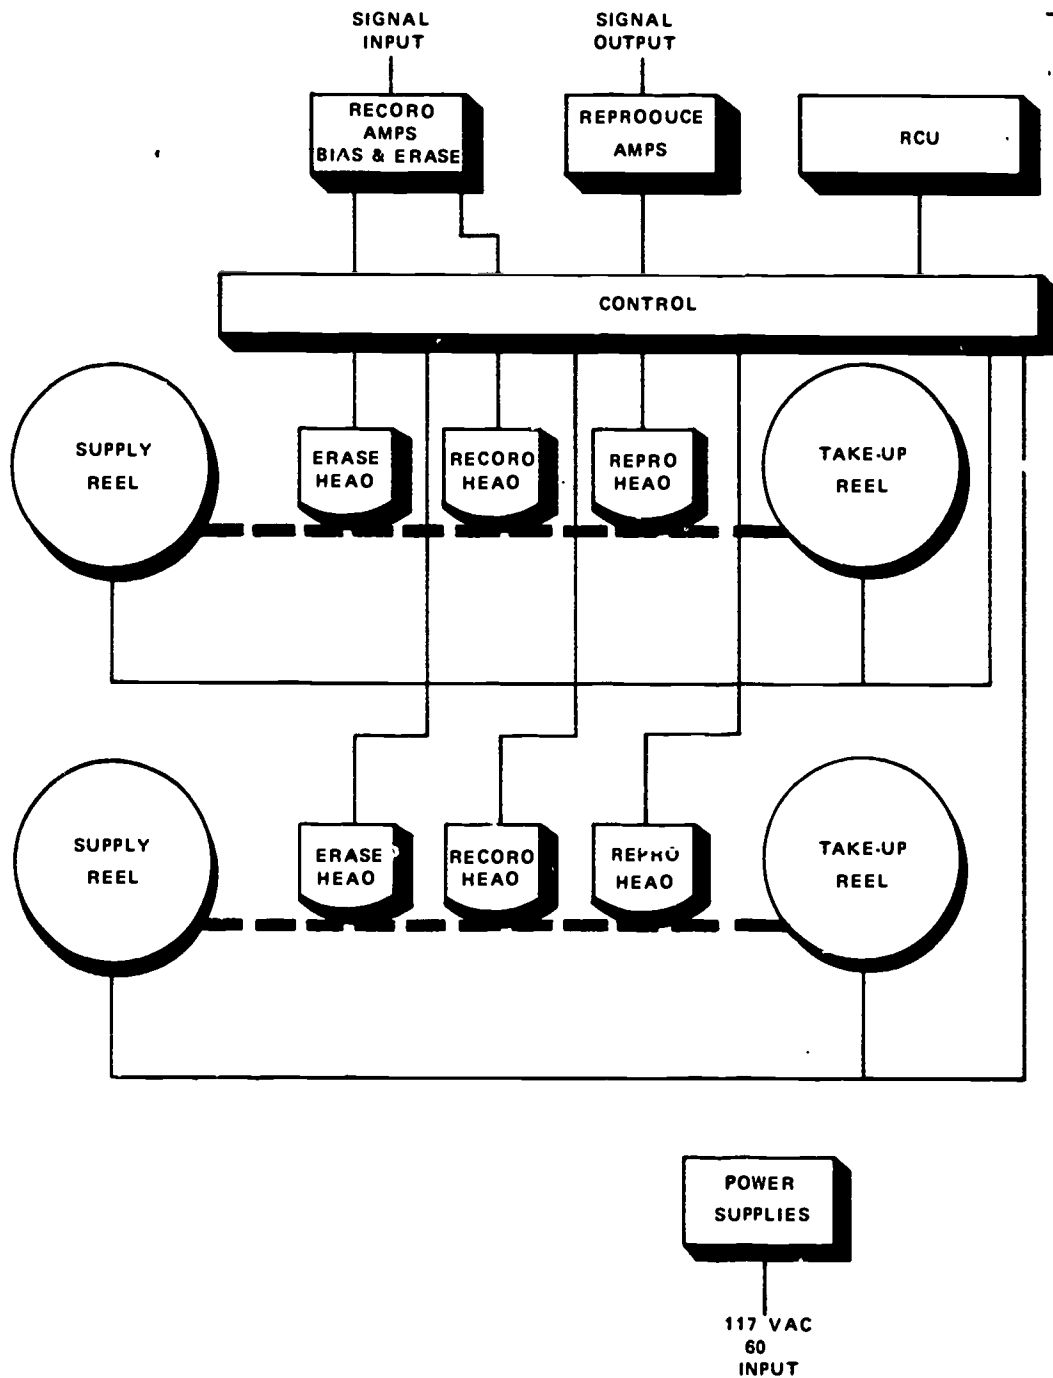 SIGNAL
INPUT
SIGNAL
OUTPUT
RECORO
AMPS
BIAS & ERASE
REPROOUCE
AMPS
RCU
CONTROL
SUPPLY
REEL
ERASE
HEAO
RECORO
HEAO
REPRO
HEAO
TAKE-UP
REEL
SUPPLY
REEL
ERASE
HEAO
RECORO
HEAO
REPRO
HEAO
TAKE-UP
REEL
POWER
SUPPLIES
117 VAC
60
INPUT